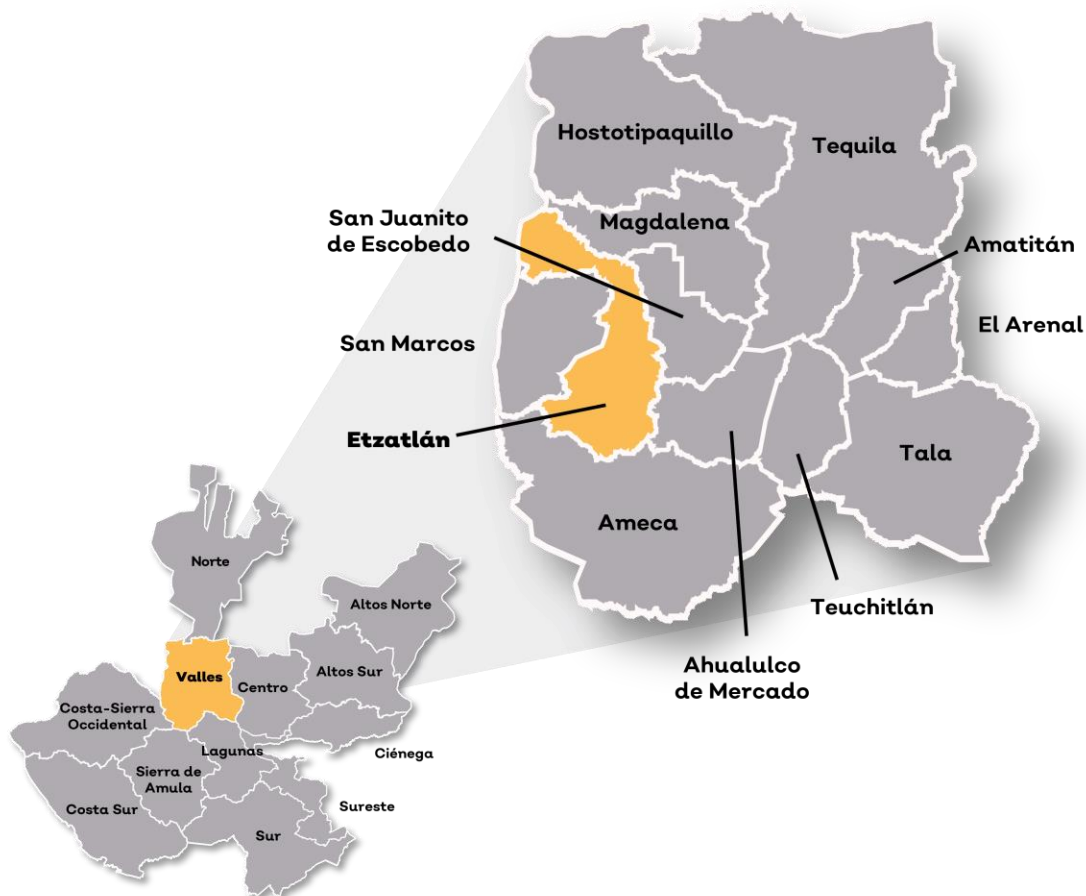 Hostotipaquillo
Tequila
San Juanito
de Escobedo
Magdalena
Amatitán
El Arenal
San Marcos
Etzatlán
Tala
Ameca
Teuchitlán
Ahualulco
de Mercado
Norte
Altos Norte
Valles
Centro
Altos Sur
Costa-Sierra
Occidental
Lagunas
Ciénega
Sierra de
Amula
Costa Sur
Sureste
Sur